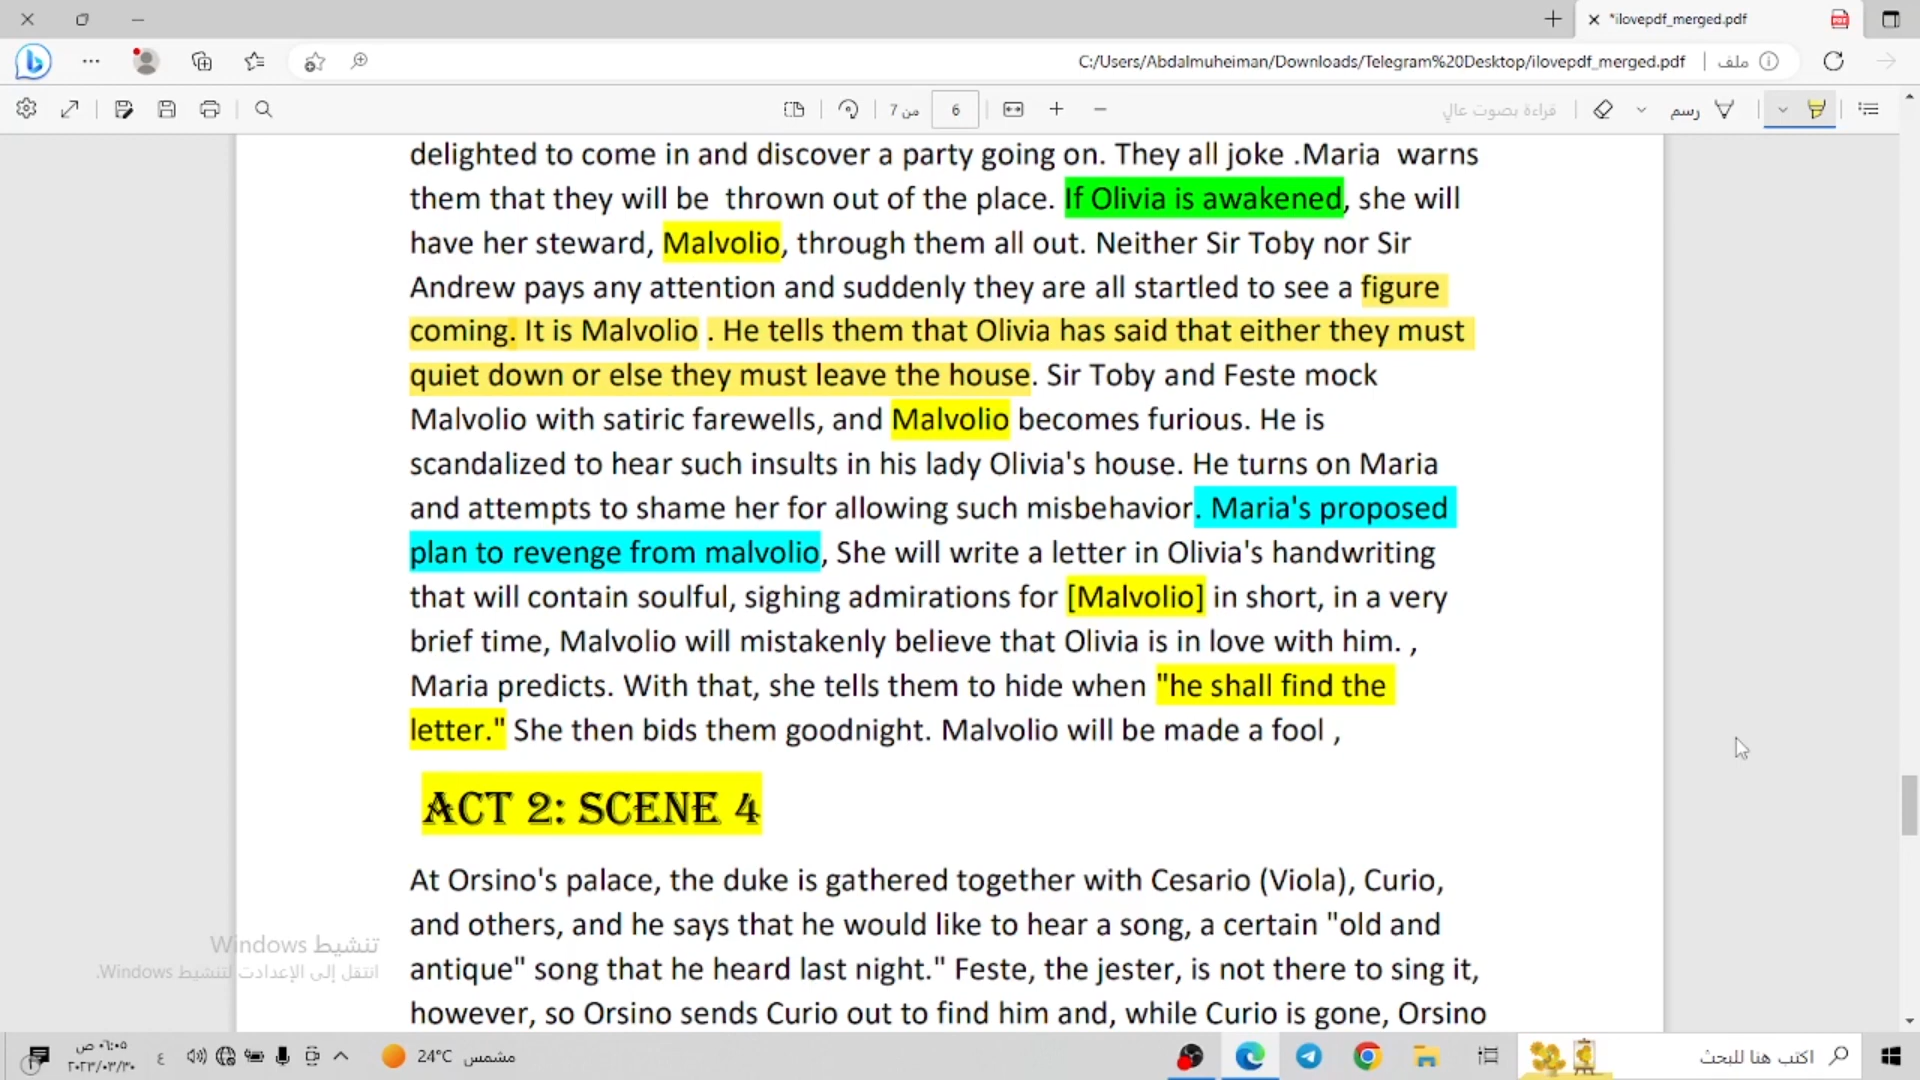 *ilovepdf_merged.pdf
C:/Users/Abdalmuheiman/Downloads/Telegram%20Desktop/ilovepdf_merged.pdf
ملف
6
من 7
قراءة بصوت عالٍ
رسم
delighted to come in and discover a party going on. They all joke .Maria  warns
them that they will be  thrown out of the place. If Olivia is awakened, she will
have her steward, Malvolio, through them all out. Neither Sir Toby nor Sir
Andrew pays any attention and suddenly they are all startled to see a figure
coming. It is Malvolio . He tells them that Olivia has said that either they must
quiet down or else they must leave the house. Sir Toby and Feste mock
Malvolio with satiric farewells, and Malvolio becomes furious. He is
scandalized to hear such insults in his lady Olivia's house. He turns on Maria
and attempts to shame her for allowing such misbehavior. Maria's proposed
plan to revenge from malvolio, She will write a letter in Olivia's handwriting
that will contain soulful, sighing admirations for [Malvolio] in short, in a very
brief time, Malvolio will mistakenly believe that Olivia is in love with him. ,
Maria predicts. With that, she tells them to hide when "he shall find the
letter." She then bids them goodnight. Malvolio will be made a fool ,
ACT 2: SCENE 4
At Orsino's palace, the duke is gathered together with Cesario (Viola), Curio,
and others, and he says that he would like to hear a song, a certain "old and
antique" song that he heard last night." Feste, the jester, is not there to sing it,
however, so Orsino sends Curio out to find him and, while Curio is gone, Orsino
تنشيط Windows
انتقل إلى الإعدادت لتنشيط Windows.
اكتب هنا للبحث
24°C مشمس
ع
٠٦:٠٥ ص
٢٠٢٣/٠٣/٣٠
1